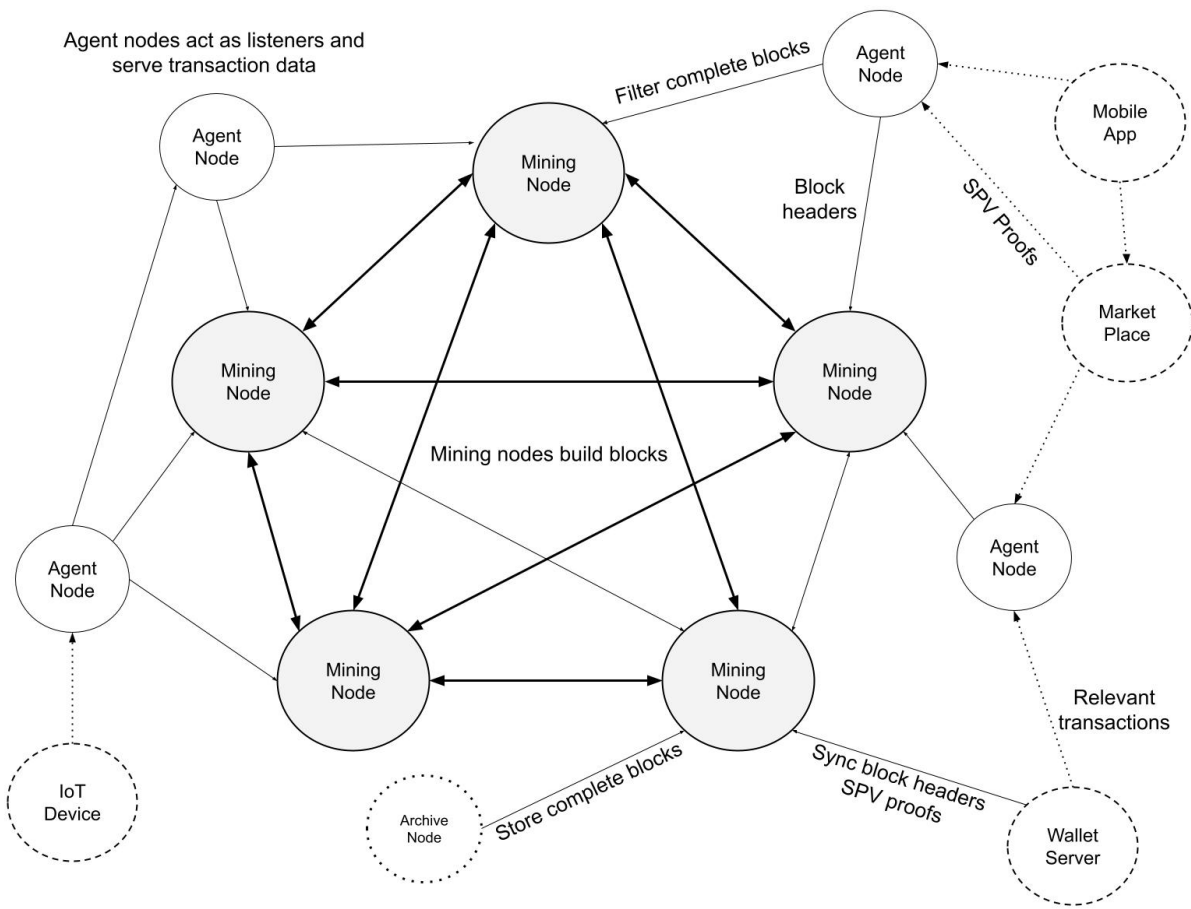 Agent nodes act as listeners and
serve transaction data
Agent
Node
Filter complete blocks
Agent
Node
Mobile
App
Agent
Node
Mining
Node
Block
headers
SPV Proofs
Market
Place
Mining
Node
Mining
Node
Mining nodes build blocks
Agent
Node
Agent
Node
Mining
Node
Mining
Node
Relevant
transactions
IoT
Device
Archive
Node
Store complete blocks
Sync block headers
SPV proofs
Wallet
Server